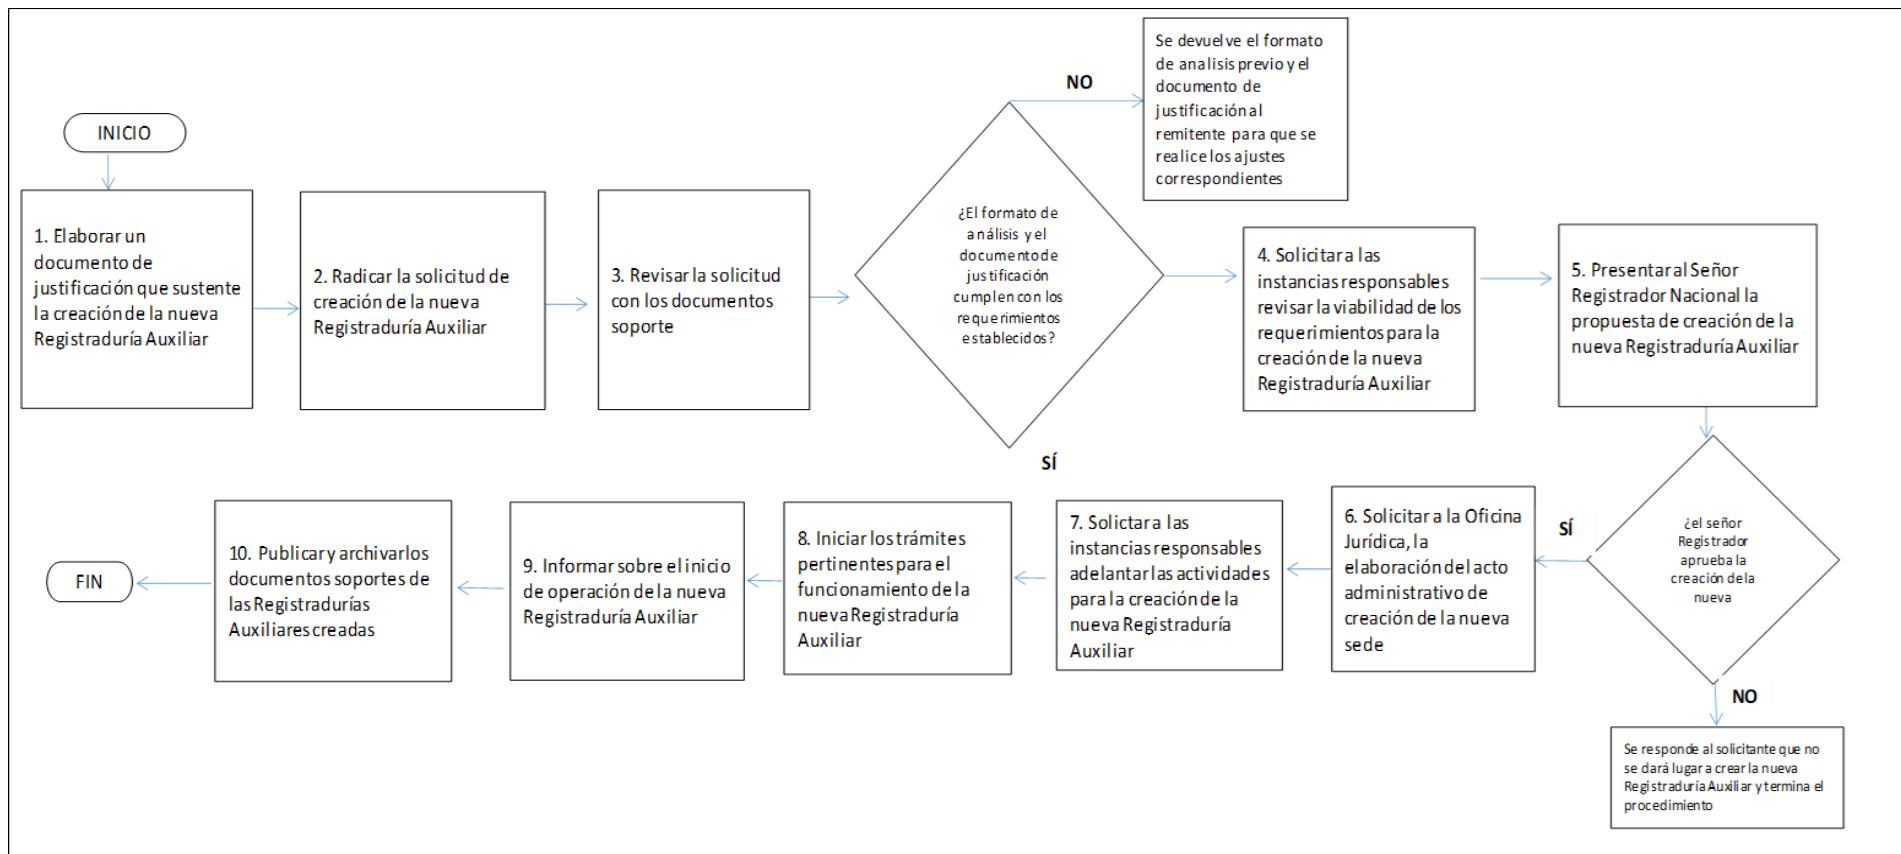 INICIO
1. Elaborar un
documento de
justificación que sustente
la creación de la nueva
Registraduría Auxiliar
2. Radicar la solicitud de
creación de la nueva
Registraduría Auxiliar
3. Revisar la solicitud
con los documentos
soporte
¿El formato de
análisis y el
documento de
justificación
cumplen con los
requerimientos
establecidos?
NO
Se devuelve el formato
de analisis previo y el
documento de
justificación al
remitente para que se
realice los ajustes
correspondientes
SÍ
4. Solicitar a las
instancias responsables
revisar la viabilidad de los
requerimientos para la
creación de la nueva
Registraduría Auxiliar
5. Presentar al Señor
Registrador Nacional la
propuesta de creación de la
nueva Registraduría Auxiliar
¿el señor
Registrador
aprueba la
creación de la
nueva
NO
Se responde al solicitante que no
se dará lugar a crear la nueva
Registraduría Auxiliar y termina el
procedimiento
SÍ
6. Solicitar a la Oficina
Jurídica, la
elaboración del acto
administrativo de
creación de la nueva
sede
7. Solictar a las
instancias responsables
adelantar las actividades
para la creación de la
nueva Registraduría
Auxiliar
8. Iniciar los trámites
pertinentes para el
funcionamiento de la
nueva Registraduría
Auxiliar
9. Informar sobre el inicio
de operación de la nueva
Registraduría Auxiliar
10. Publicar y archivar los
documentos soportes de
las Registradurías
Auxiliares creadas
FIN